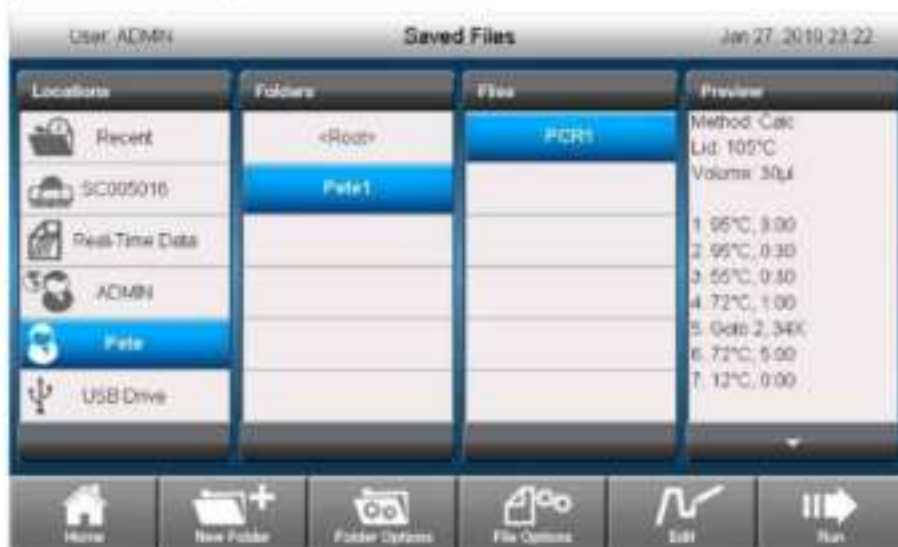 User: ADMIN
Saved Files
Jan 27, 2010 23:22
Locations
Folders
Files
Preview
Recent
SC005016
Real-Time Data
ADMIN
Pete
USB Drive
<Root>
Pete1
PCR1
Method: Calc
Lid: 105°C
Volume: 30µl
1. 95°C, 3:00
2. 95°C, 0:30
3. 55°C, 0:30
4. 72°C, 1:00
5. Goto 2, 34X
6. 72°C, 5:00
7. 12°C, 0:00
Home
New Folder
Folder Options
File Options
Edit
Run